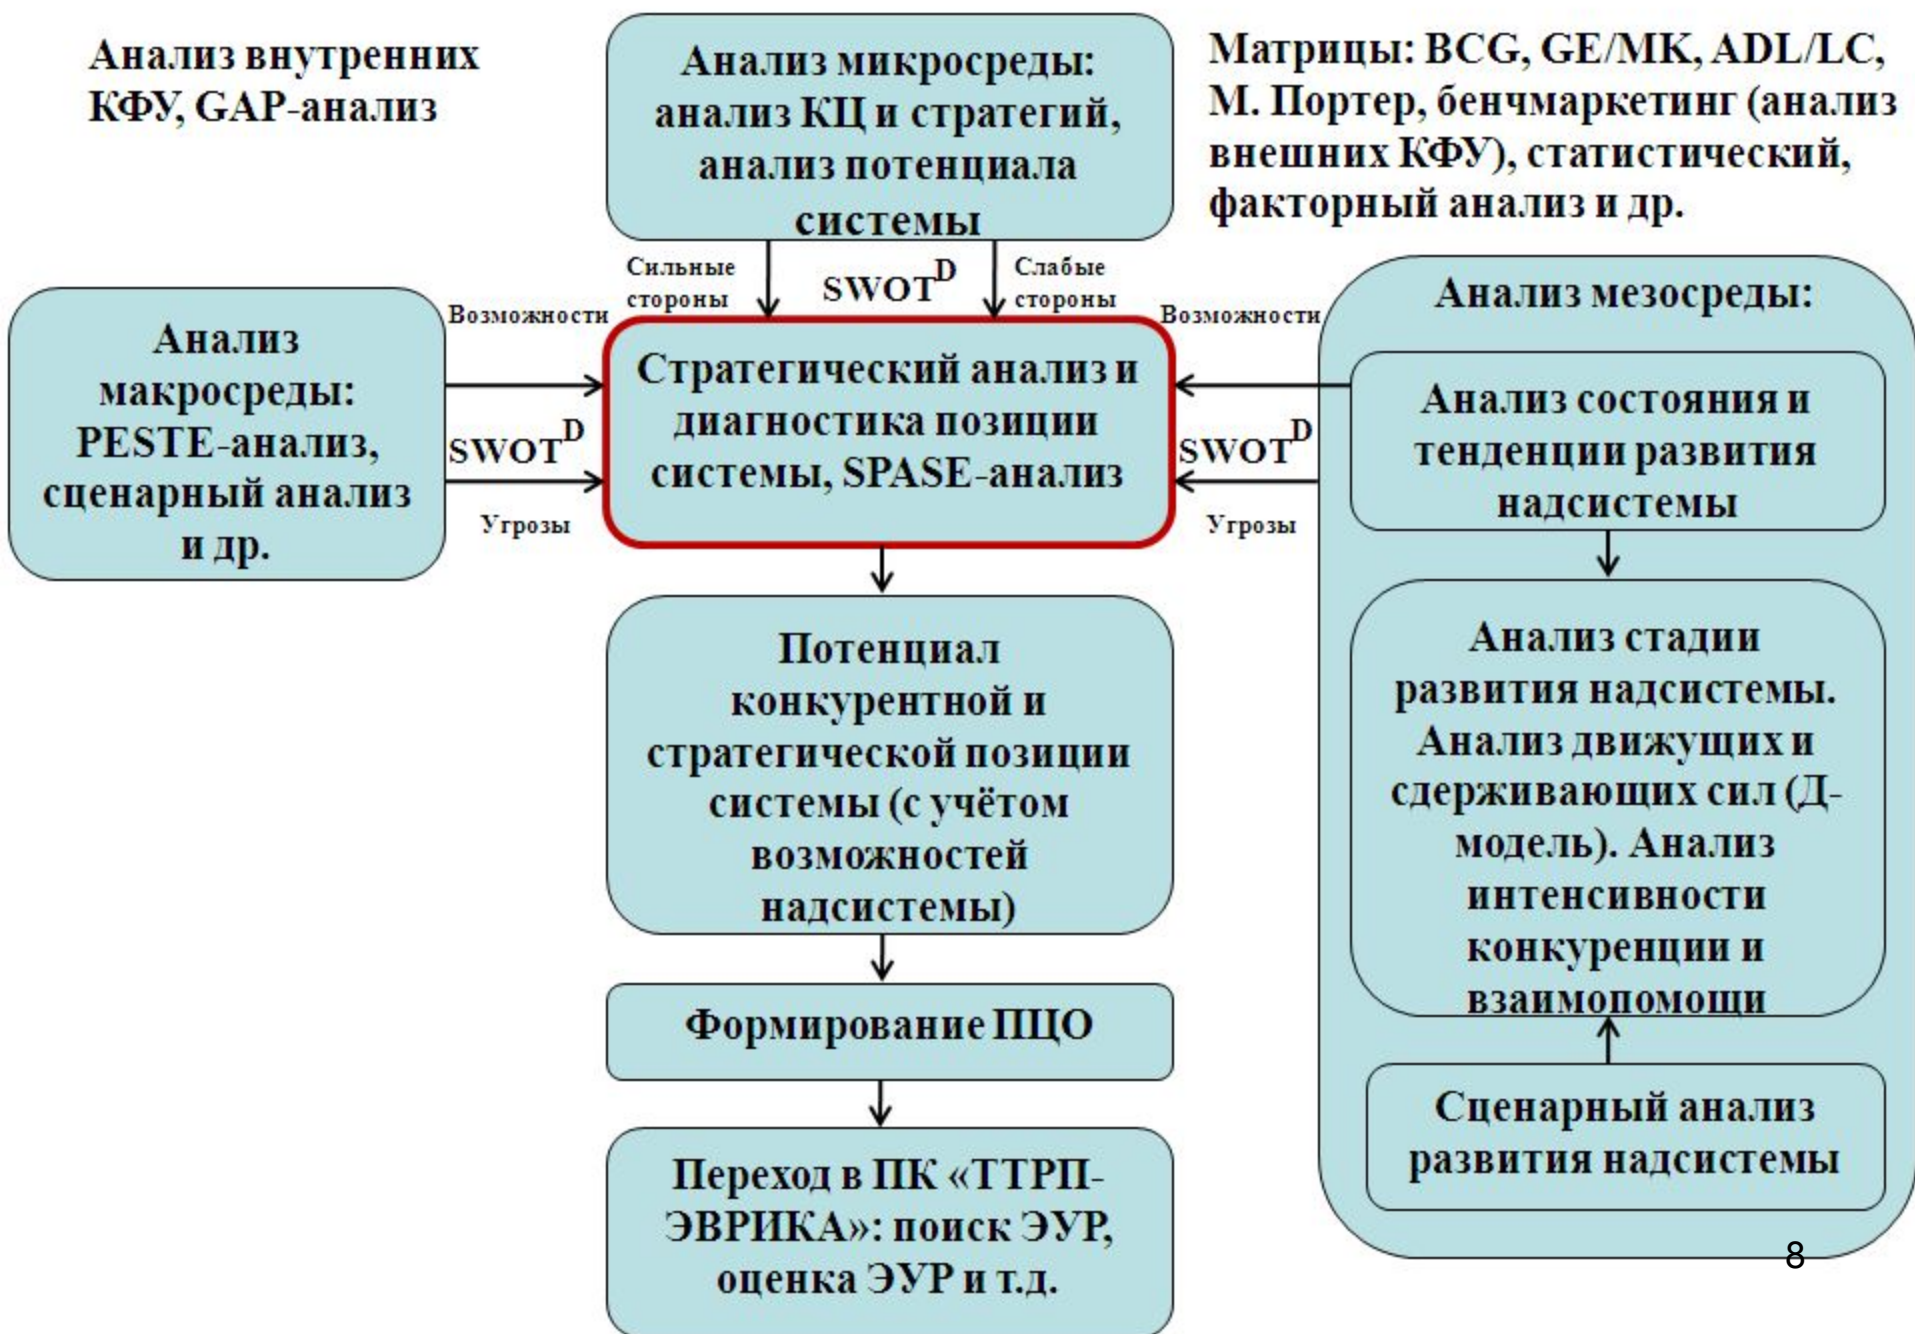 Анализ внутренних
КФУ, GAP-анализ
Анализ микросреды:
анализ КЦ и стратегий,
анализ потенциала
системы
Матрицы: BCG, GE/MK, ADL/LC,
М. Портер, бенчмаркетинг (анализ
внешних КФУ), статистический,
факторный анализ и др.
Сильные
стороны
SWOT^D
Слабые
стороны
Анализ
макросреды:
PESTE-анализ,
сценарный анализ
и др.
Возможности
SWOT^D
Угрозы
Стратегический анализ и
диагностика позиции
системы, SPASE-анализ
Возможности
SWOT^D
Угрозы
Анализ мезосреды:
Анализ состояния и
тенденции развития
надсистемы
Анализ стадии
развития надсистемы.
Анализ движущих и
сдерживающих сил (Д-
модель). Анализ
интенсивности
конкуренции и
взаимопомощи
Сценарный анализ
развития надсистемы
Потенциал
конкурентной и
стратегической позиции
системы (с учётом
возможностей
надсистемы)
Формирование ПЦО
Переход в ПК «ТТРП-
ЭВРИКА»: поиск ЭУР,
оценка ЭУР и т.д.
8